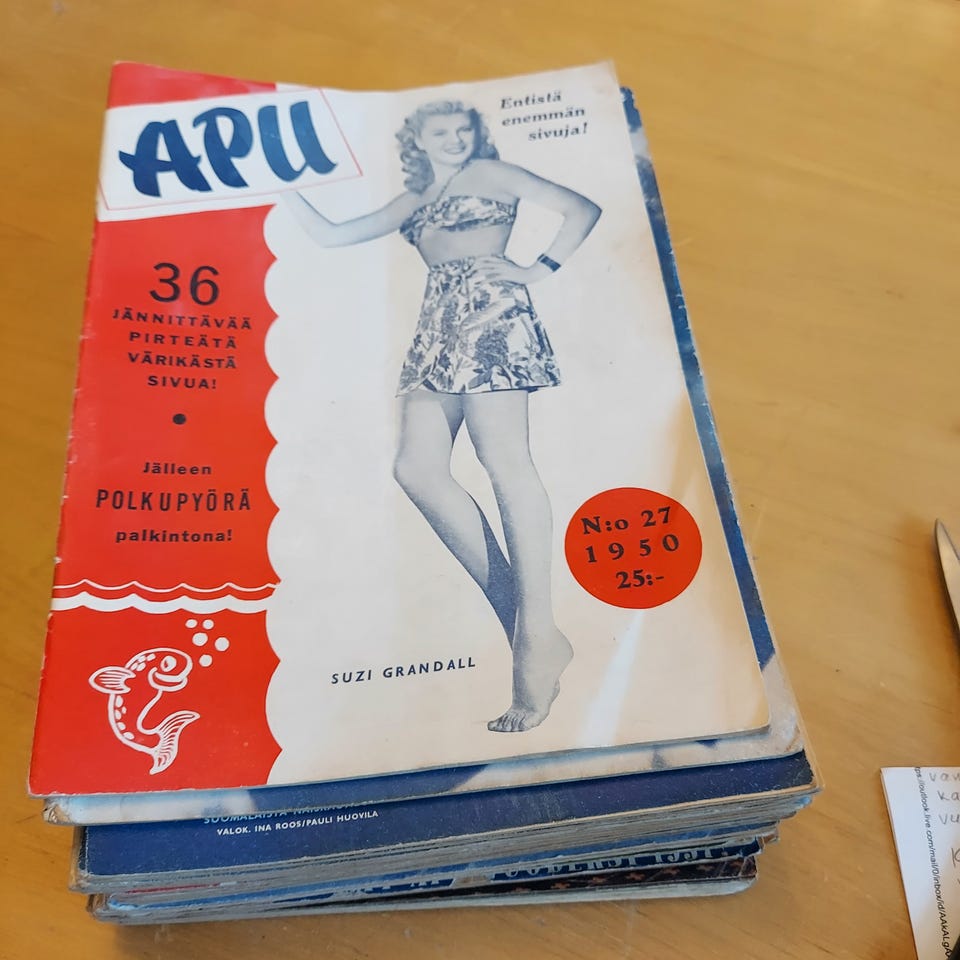 APU
Entistä
enemmän
sivuja!
36
JÄNNITTÄVÄÄ
PIRTEÄTÄ
VÄRIKÄSTÄ
SIVUA!
Jälleen
POLKUPYÖRÄ
palkintona!
N:o 27
1950
25:-
SUZI GRANDALL
SUOMALAISTA
VALOK. INA ROOS/PAULI HUOVILA